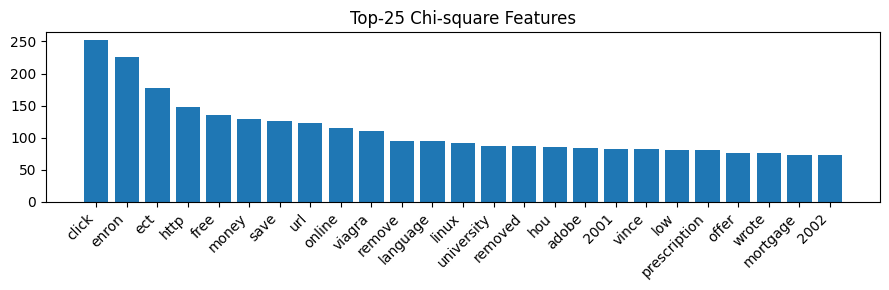 Top-25 Chi-square Features
250
200
150
100
50
0
click
enron
ect
http
free
money
save
url
online
viagra
remove
language
linux
university
removed
hou
adobe
2001
vince
low
prescription
offer
wrote
mortgage
2002